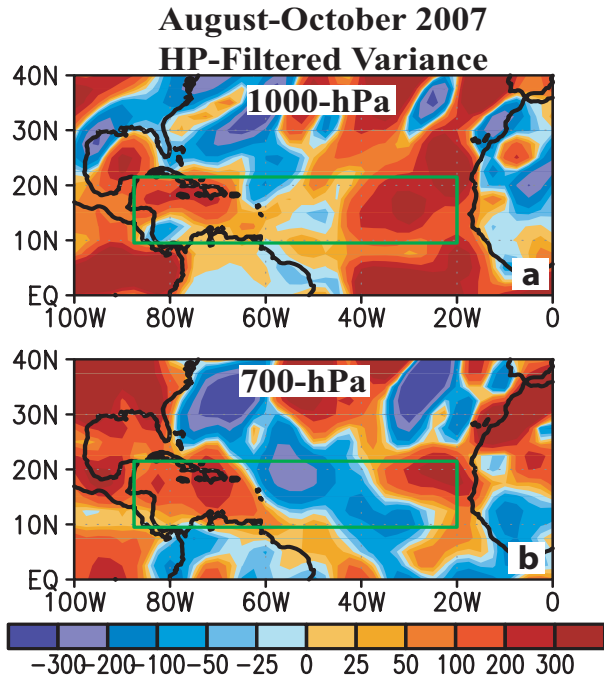 August-October 2007
HP-Filtered Variance
40N
1000-hPa
30N
20N
10N
a
EQ
100W 80W 60W 40W 20W 0
40N
700-hPa
30N
20N
10N
b
EQ
100W 80W 60W 40W 20W 0
−300 −200 −100 −50 −25 0 25 50 100 200 300